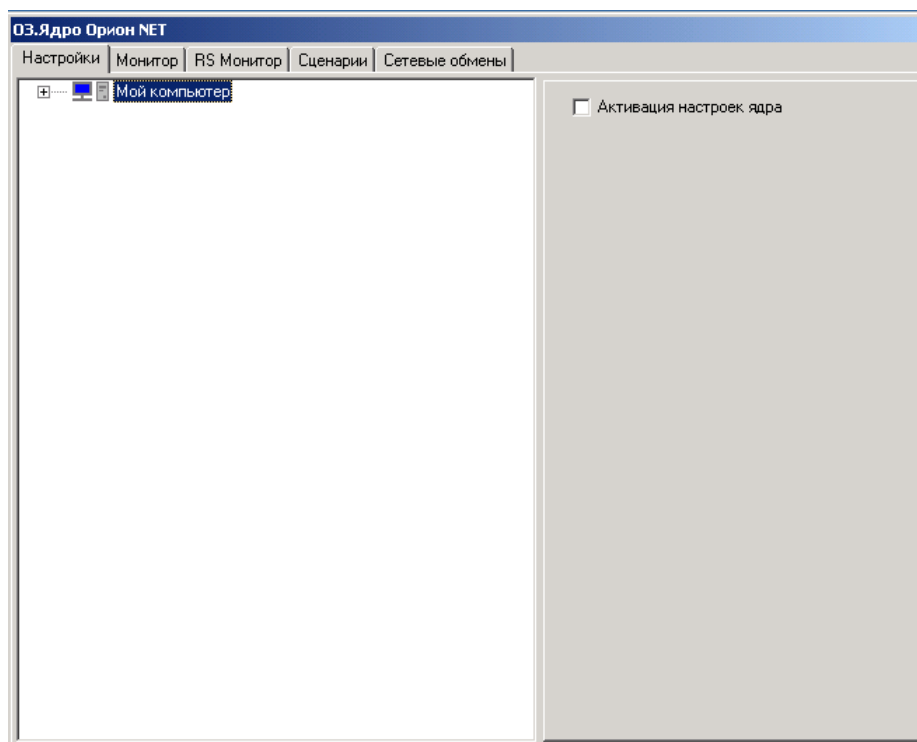 03.Ядро Орион NET
Настройки Монитор RS Монитор Сценарии Сетевые обмены
Мой компьютер
Активация настроек ядра